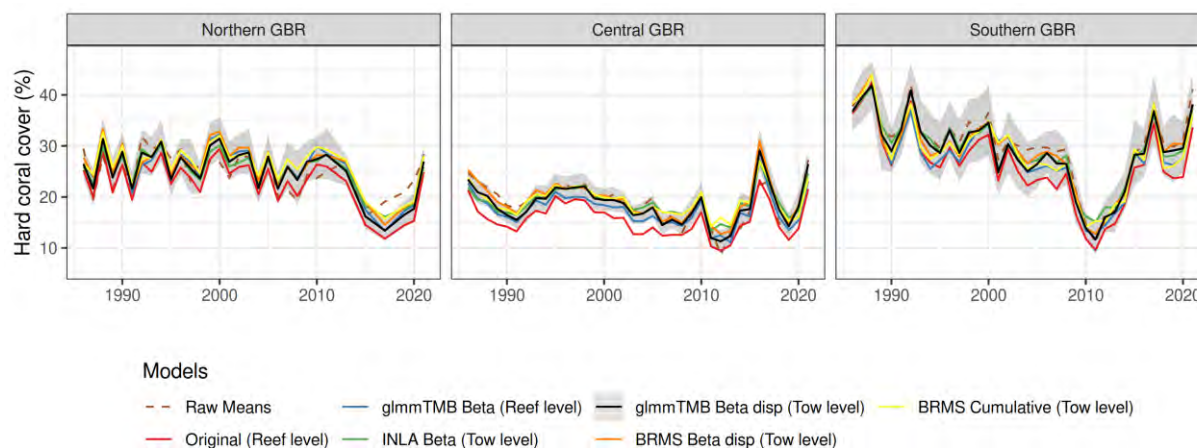 Northern GBR Central GBR Southern GBR
Hard coral cover (%)
40
30
20
10
1990 2000 2010 2020 1990 2000 2010 2020 1990 2000 2010 2020
Models
Raw Means glmmTMB Beta (Reef level) glmmTMB Beta disp (Tow level) BRMS Cumulative (Tow level)
Original (Reef level) INLA Beta (Tow level) BRMS Beta disp (Tow level)